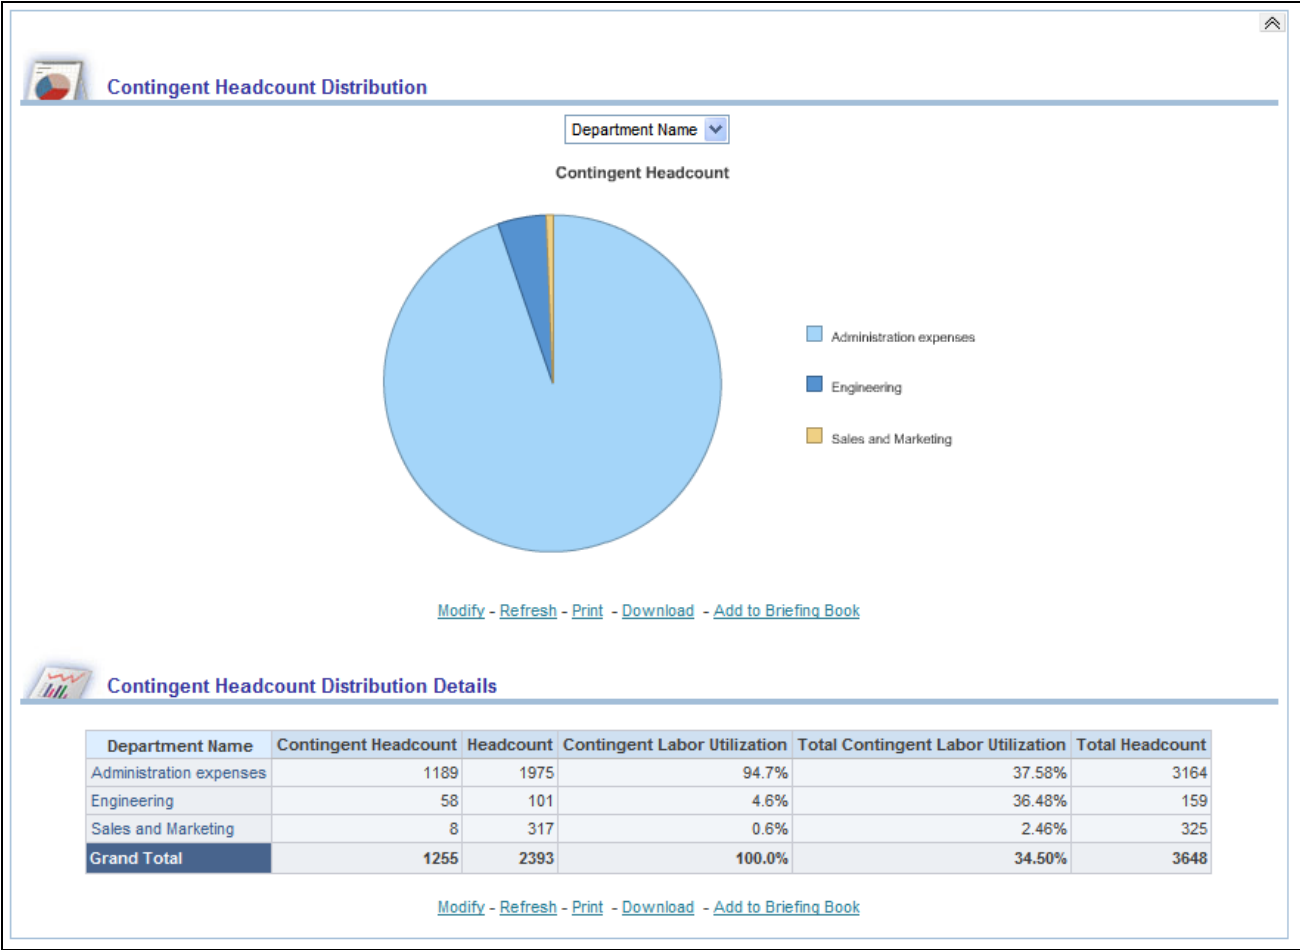 Contingent Headcount Distribution
Department Name
Contingent Headcount
Administration expenses
Engineering
Sales and Marketing
Modify - Refresh - Print - Download - Add to Briefing Book
Contingent Headcount Distribution Details
Department Name Contingent Headcount Headcount Contingent Labor Utilization Total Contingent Labor Utilization Total Headcount
Administration expenses 1189 1975 94.7% 37.58% 3164
Engineering 58 101 4.6% 36.48% 159
Sales and Marketing 8 317 0.6% 2.46% 325
Grand Total 1255 2393 100.0% 34.50% 3648
Modify - Refresh - Print - Download - Add to Briefing Book